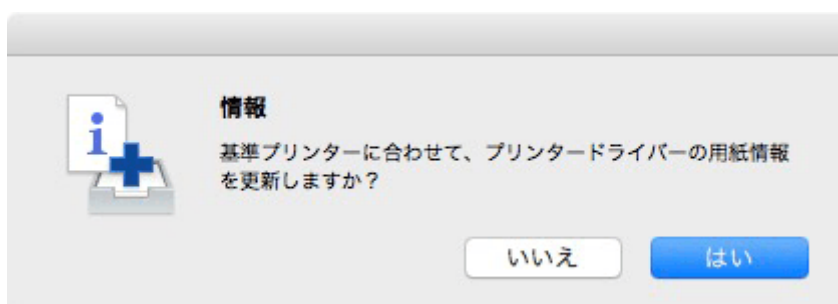 情報
基準プリンターに合わせて、プリンタードライバーの用紙情報
を更新しますか？
いいえ
はい